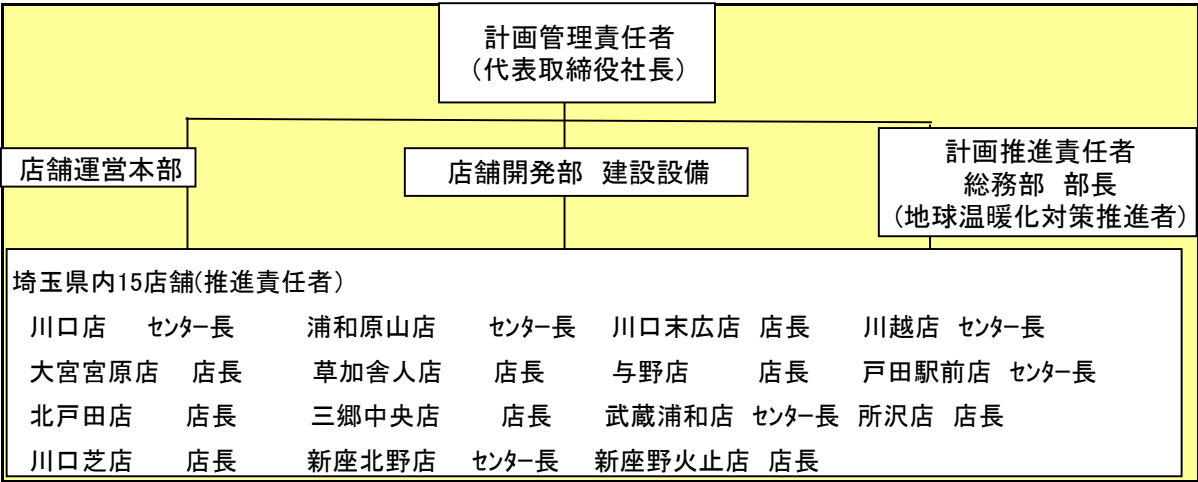 計画管理責任者
(代表取締役社長)
店舗運営本部
店舗開発部 建設設備
計画推進責任者
総務部 部長
(地球温暖化対策推進者)
埼玉県内15店舗(推進責任者)
川口店 ｾﾝﾀｰ長 浦和原山店 ｾﾝﾀｰ長 川口末広店 店長 川越店 ｾﾝﾀｰ長
大宮宮原店 店長 草加舎人店 店長 与野店 店長 戸田駅前店 ｾﾝﾀｰ長
北戸田店 店長 三郷中央店 店長 武蔵浦和店 ｾﾝﾀｰ長 所沢店 店長
川口芝店 店長 新座北野店 ｾﾝﾀｰ長 新座野火止店 店長